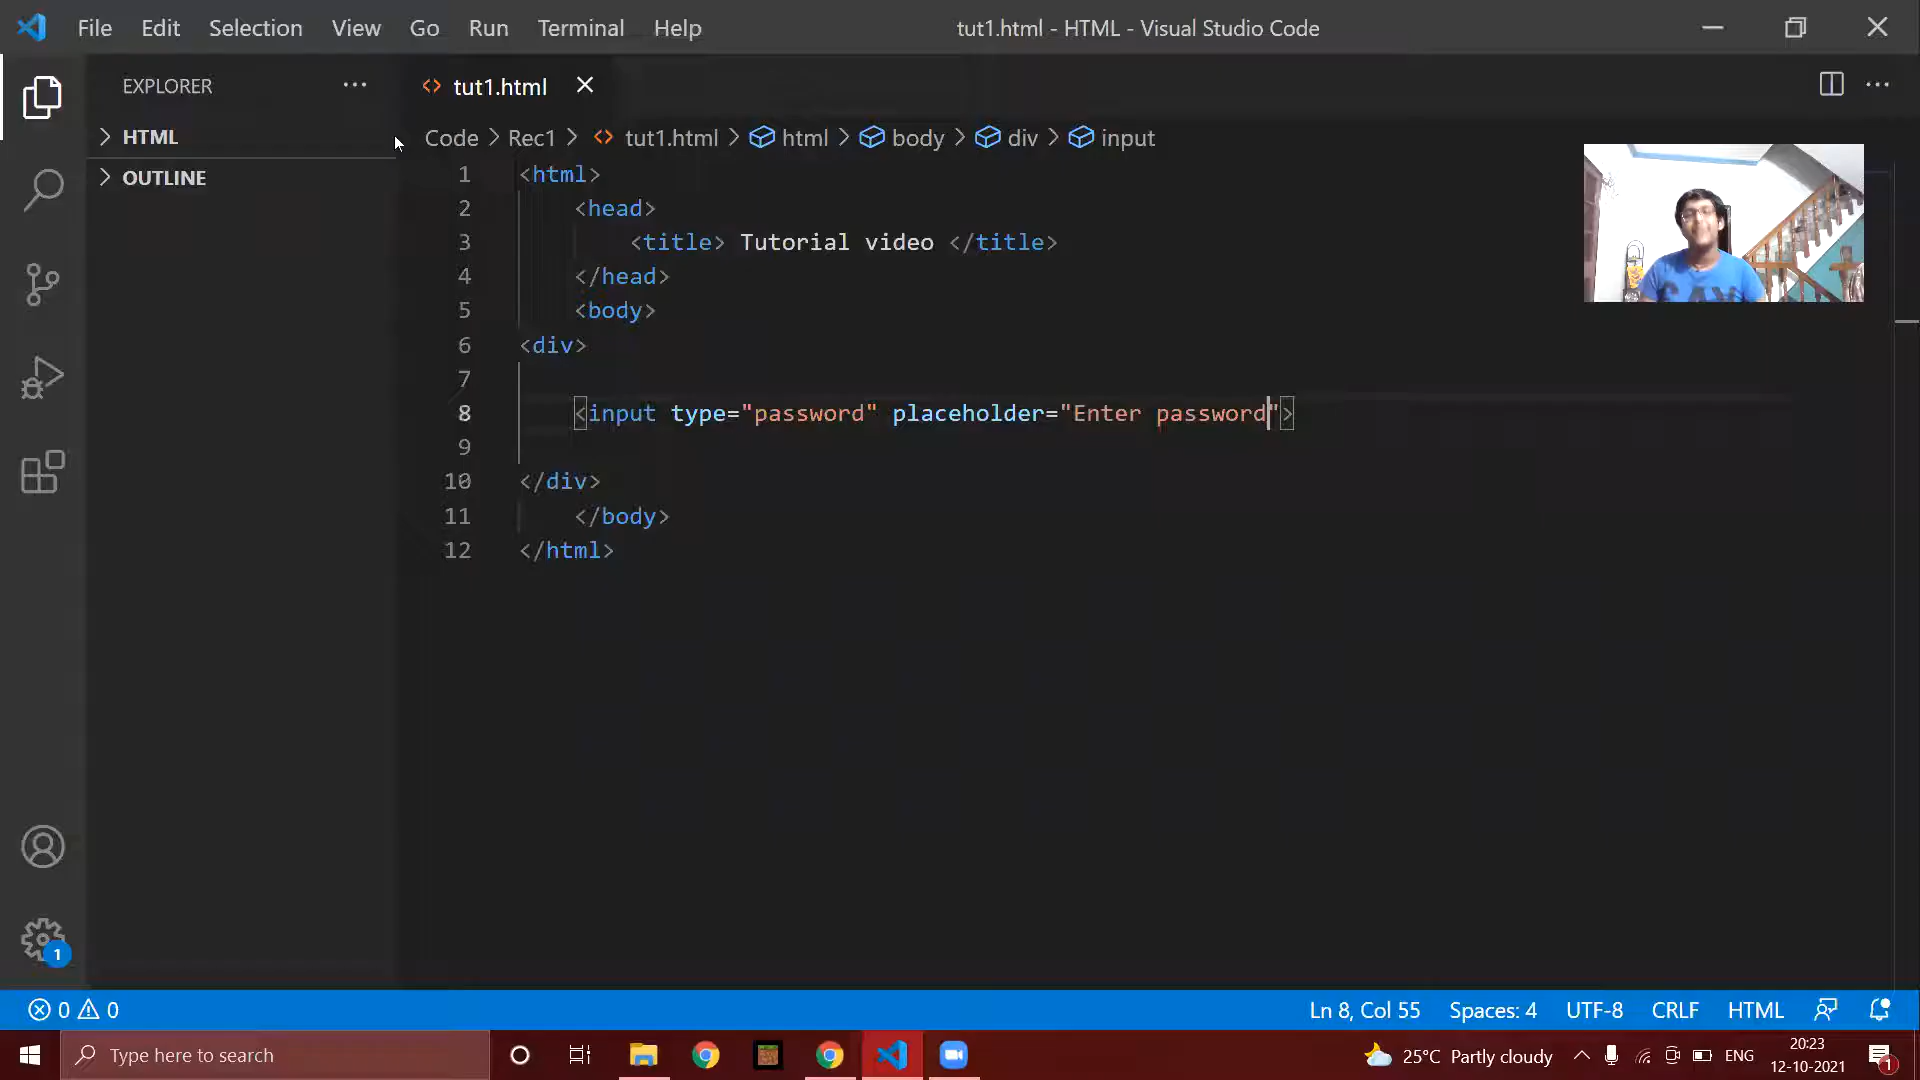 File Edit Selection View Go Run Terminal Help
tut1.html - HTML - Visual Studio Code
EXPLORER
HTML
OUTLINE
tut1.html
Code > Rec1 > tut1.html > html > body > div > input
1 <html>
2 <head>
3 <title> Tutorial video </title>
4 </head>
5 <body>
6 <div>
7
8 <input type="password" placeholder="Enter password">
9
10 </div>
11 </body>
12 </html>
1
0 0
Ln 8, Col 55 Spaces: 4 UTF-8 CRLF HTML
Type here to search
25°C Partly cloudy
ENG
20:23
12-10-2021
1